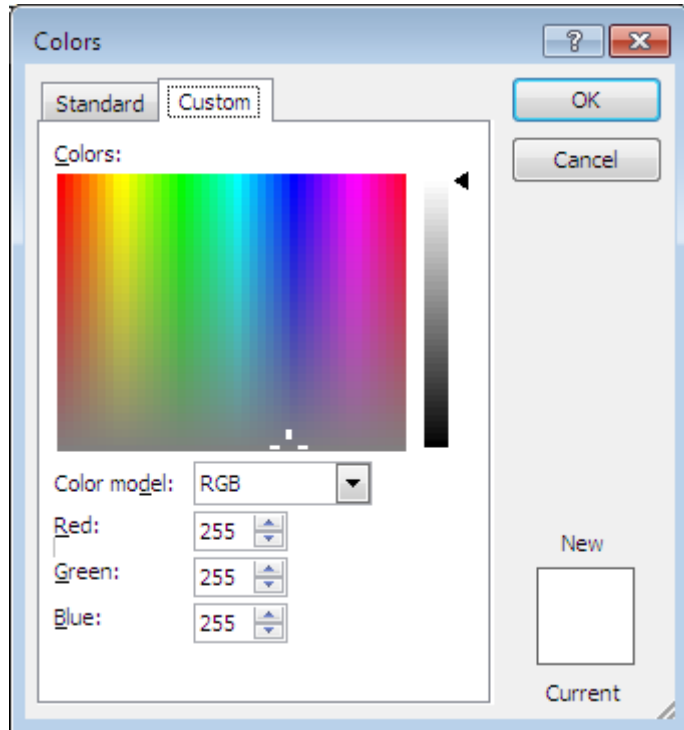 Colors
?
Standard Custom
OK
Colors:
Cancel
Color model: RGB
Red: 255
New
Green: 255
Blue: 255
Current